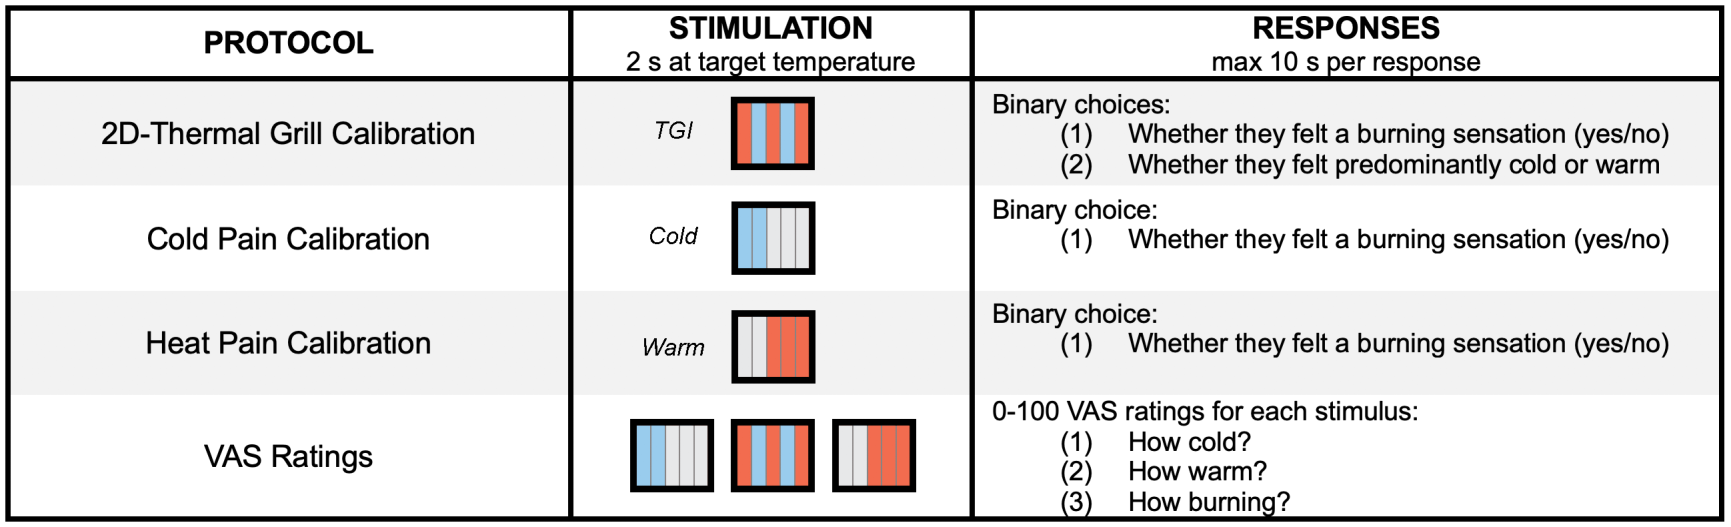 PROTOCOL
STIMULATION
2 s at target temperature
RESPONSES
max 10 s per response
2D-Thermal Grill Calibration
TGI
Binary choices:
(1) Whether they felt a burning sensation (yes/no)
(2) Whether they felt predominantly cold or warm
Cold Pain Calibration
Cold
Binary choice:
(1) Whether they felt a burning sensation (yes/no)
Heat Pain Calibration
Warm
Binary choice:
(1) Whether they felt a burning sensation (yes/no)
VAS Ratings
0-100 VAS ratings for each stimulus:
(1) How cold?
(2) How warm?
(3) How burning?